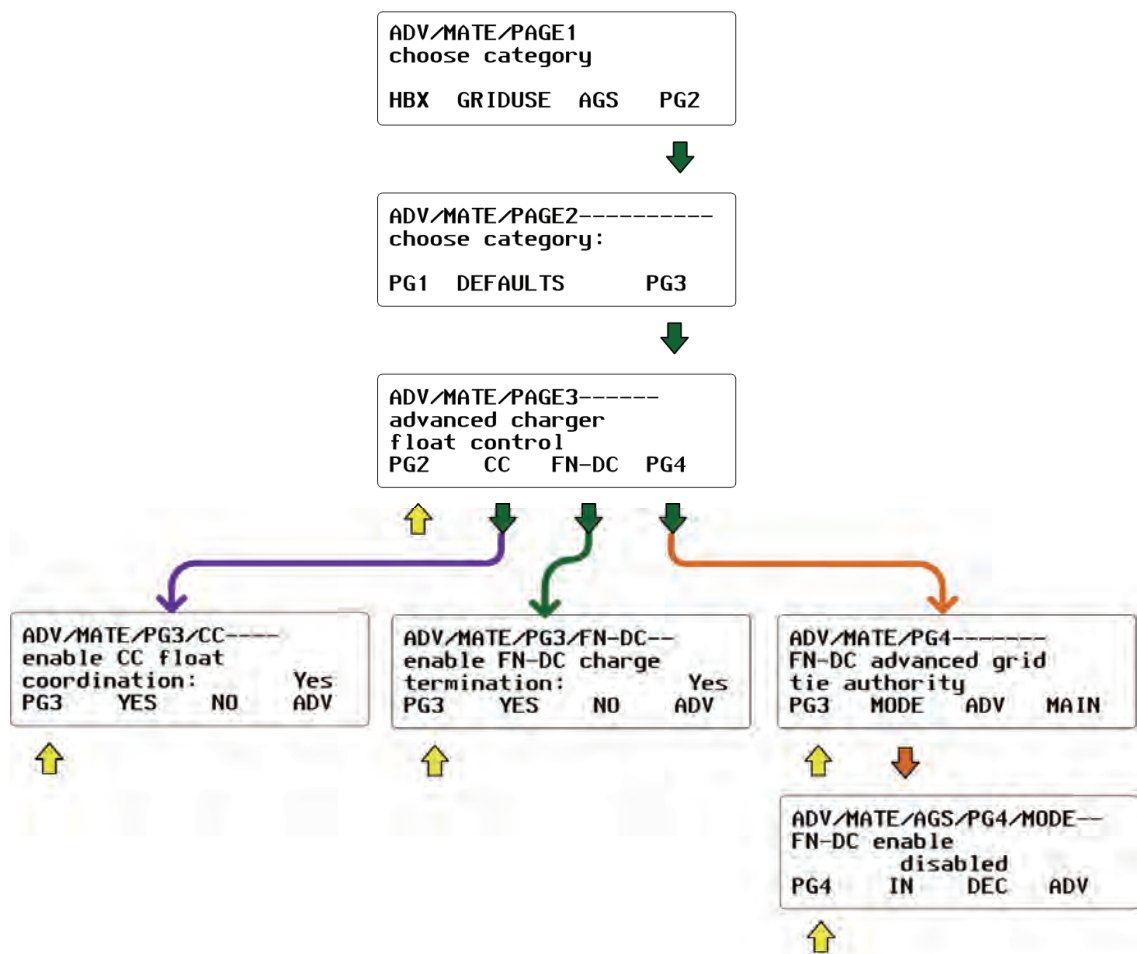 ADV/MATE/PAGE1
choose category
HBX GRIDUSE AGS PG2
ADV/MATE/PAGE2----------
choose category:
PG1 DEFAULTS PG3
ADV/MATE/PAGE3------
advanced charger
float control
PG2 CC FN-DC PG4
ADV/MATE/PG3/CC----
enable CC float
coordination: Yes
PG3 YES NO ADV
ADV/MATE/PG3/FN-DC--
enable FN-DC charge
termination: Yes
PG3 YES NO ADV
ADV/MATE/PG4-------
FN-DC advanced grid
tie authority
PG3 MODE ADV MAIN
ADV/MATE/AGS/PG4/MODE--
FN-DC enable
disabled
PG4 IN DEC ADV